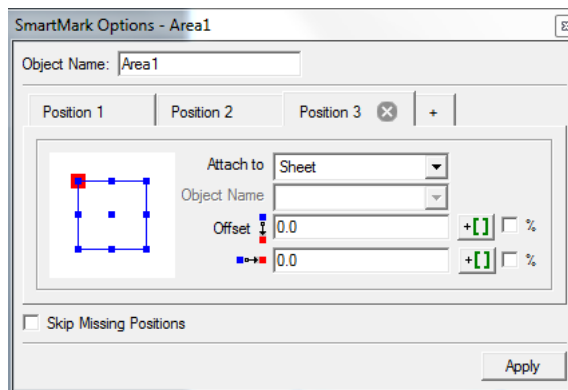 SmartMark Options - Area1
Object Name: Area1
Position 1 Position 2 Position 3 +
Attach to Sheet
Object Name
Offset 0.0 +[] %
0.0 +[] %
Skip Missing Positions
Apply